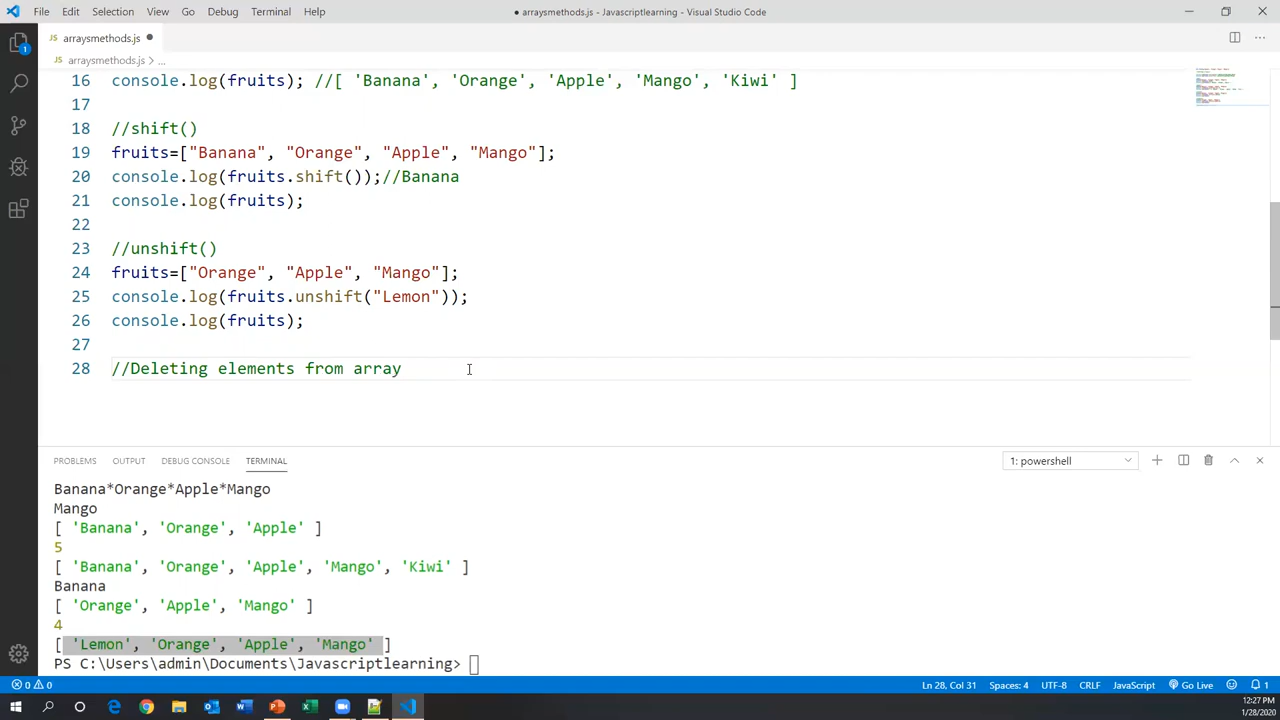 File Edit Selection View Go Debug Terminal Help
● arraysmethods.js - Javascriptlearning - Visual Studio Code
JS arraysmethods.js ●
JS arraysmethods.js > ...
16 console.log(fruits); //[ 'Banana', 'Orange', 'Apple', 'Mango', 'Kiwi' ]
17
18 //shift()
19 fruits=["Banana", "Orange", "Apple", "Mango"];
20 console.log(fruits.shift());//Banana
21 console.log(fruits);
22
23 //unshift()
24 fruits=["Orange", "Apple", "Mango"];
25 console.log(fruits.unshift("Lemon"));
26 console.log(fruits);
27
28 //Deleting elements from array
PROBLEMS OUTPUT DEBUG CONSOLE TERMINAL 1: powershell
Banana*Orange*Apple*Mango
Mango
[ 'Banana', 'Orange', 'Apple' ]
5
[ 'Banana', 'Orange', 'Apple', 'Mango', 'Kiwi' ]
Banana
[ 'Orange', 'Apple', 'Mango' ]
4
[ 'Lemon', 'Orange', 'Apple', 'Mango' ]
PS C:\Users\admin\Documents\Javascriptlearning>
0 0 Ln 28, Col 31 Spaces: 4 UTF-8 CRLF JavaScript Go Live 1
12:27 PM
1/28/2020